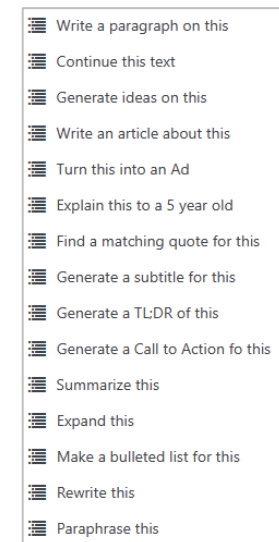 Write a paragraph on this
Continue this text
Generate ideas on this
Write an article about this
Turn this into an Ad
Explain this to a 5 year old
Find a matching quote for this
Generate a subtitle for this
Generate a TL;DR of this
Generate a Call to Action fo this
Summarize this
Expand this
Make a bulleted list for this
Rewrite this
Paraphrase this